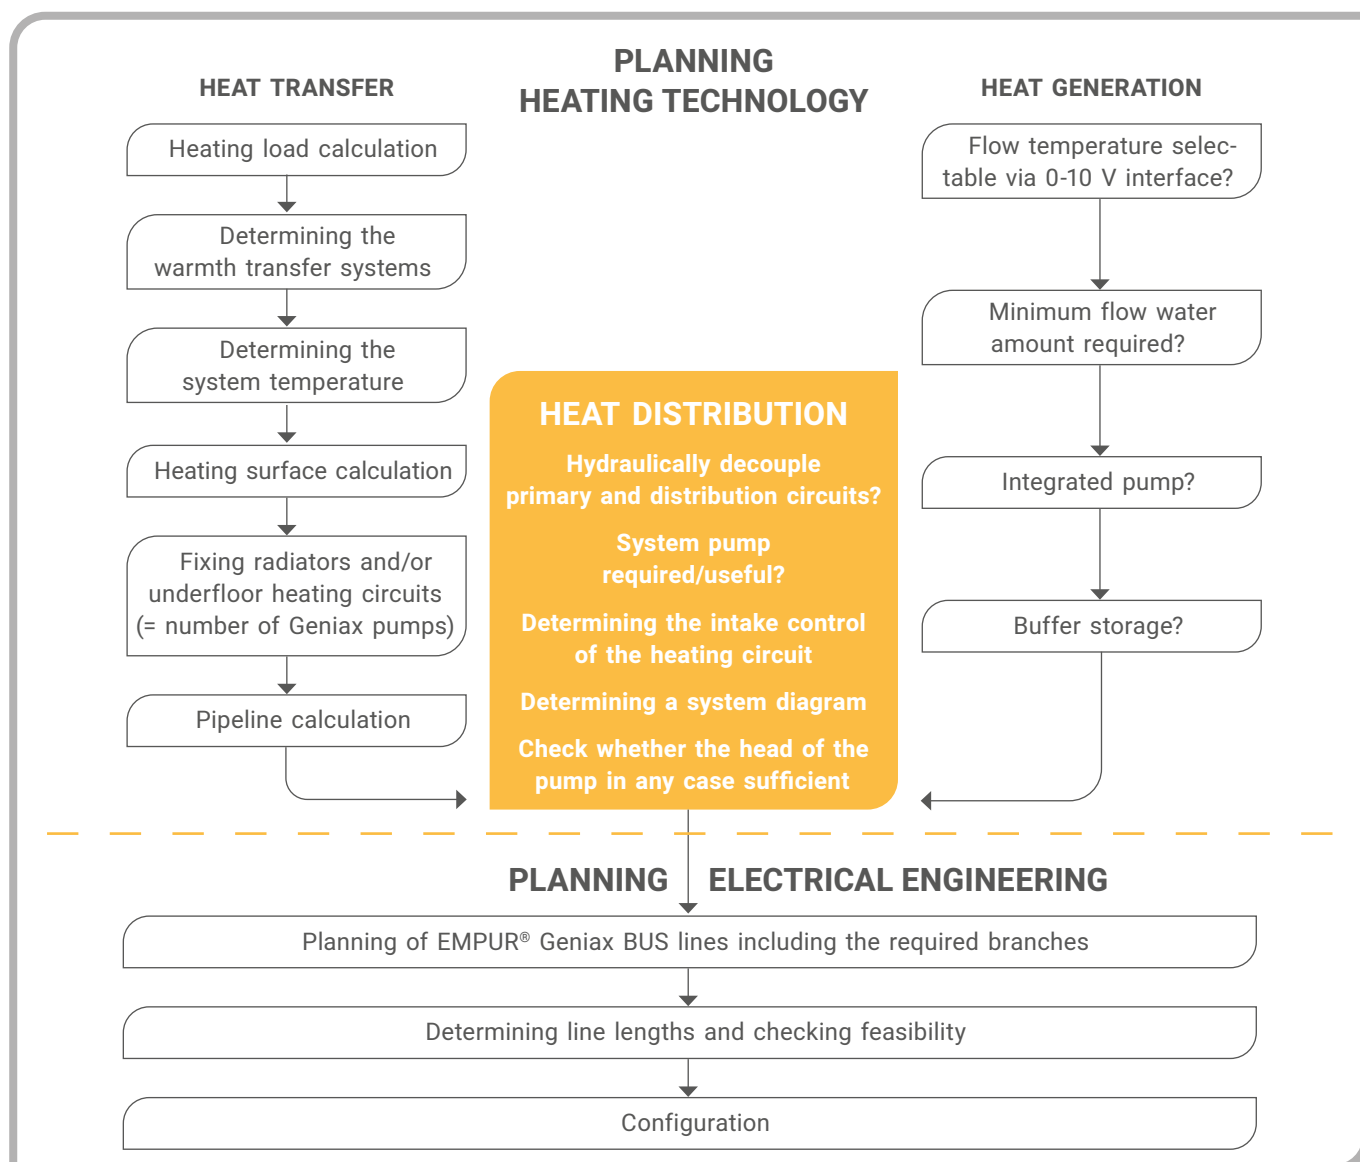 PLANNING
HEATING TECHNOLOGY
HEAT TRANSFER
Heating load calculation
Determining the
warmth transfer systems
Determining the
system temperature
Heating surface calculation
Fixing radiators and/or
underfloor heating circuits
(= number of Geniax pumps)
Pipeline calculation
HEAT GENERATION
Flow temperature selec-
table via 0-10 V interface?
Minimum flow water
amount required?
Integrated pump?
Buffer storage?
HEAT DISTRIBUTION
Hydraulically decouple
primary and distribution circuits?
System pump
required/useful?
Determining the intake control
of the heating circuit
Determining a system diagram
Check whether the head of the
pump in any case sufficient
PLANNING ELECTRICAL ENGINEERING
Planning of EMPUR® Geniax BUS lines including the required branches
Determining line lengths and checking feasibility
Configuration